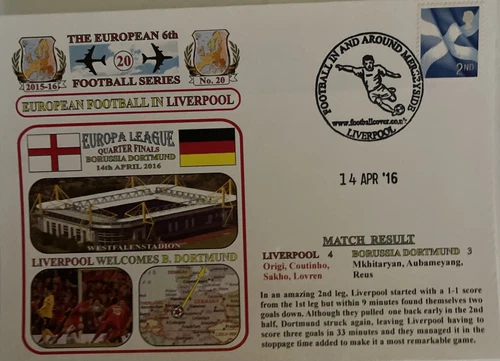 THE EUROPEAN 6th
20
FOOTBALL SERIES
2015-16
No. 20
EUROPEAN FOOTBALL IN LIVERPOOL
EUROPA LEAGUE
QUARTER FINALS
BORUSSIA DORTMUND
14th APRIL 2016
WESTFALENSTADION
LIVERPOOL WELCOMES B. DORTMUND
FOOTBALL IN AND AROUND MERSEYSIDE
www.footballcover.co.uk
LIVERPOOL
2ND
14 APR '16
MATCH RESULT
LIVERPOOL 4 BORUSSIA DORTMUND 3
Origi, Coutinho, Mkhitaryan, Aubameyang,
Sakho, Lovren Reus
In an amazing 2nd leg, Liverpool started with a 1-1 score
from the 1st leg but within 9 minutes found themselves two
goals down. Although they pulled one back early in the 2nd
half, Dortmund struck again, leaving Liverpool having to
score three goals in 33 minutes and they managed it in the
stoppage time added to make it a most remarkable game.